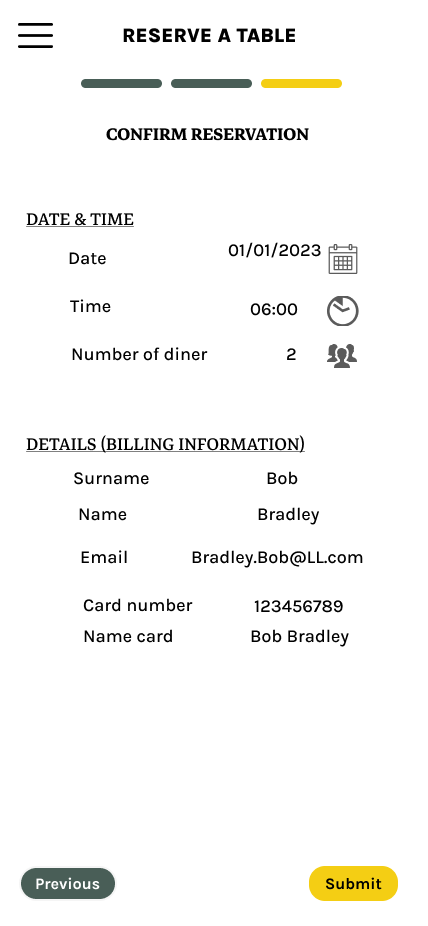 RESERVE A TABLE
CONFIRM RESERVATION
DATE & TIME
Date 01/01/2023
Time 06:00
Number of diner 2
DETAILS (BILLING INFORMATION)
Surname Bob
Name Bradley
Email Bradley.Bob@LL.com
Card number 123456789
Name card Bob Bradley
Previous Submit